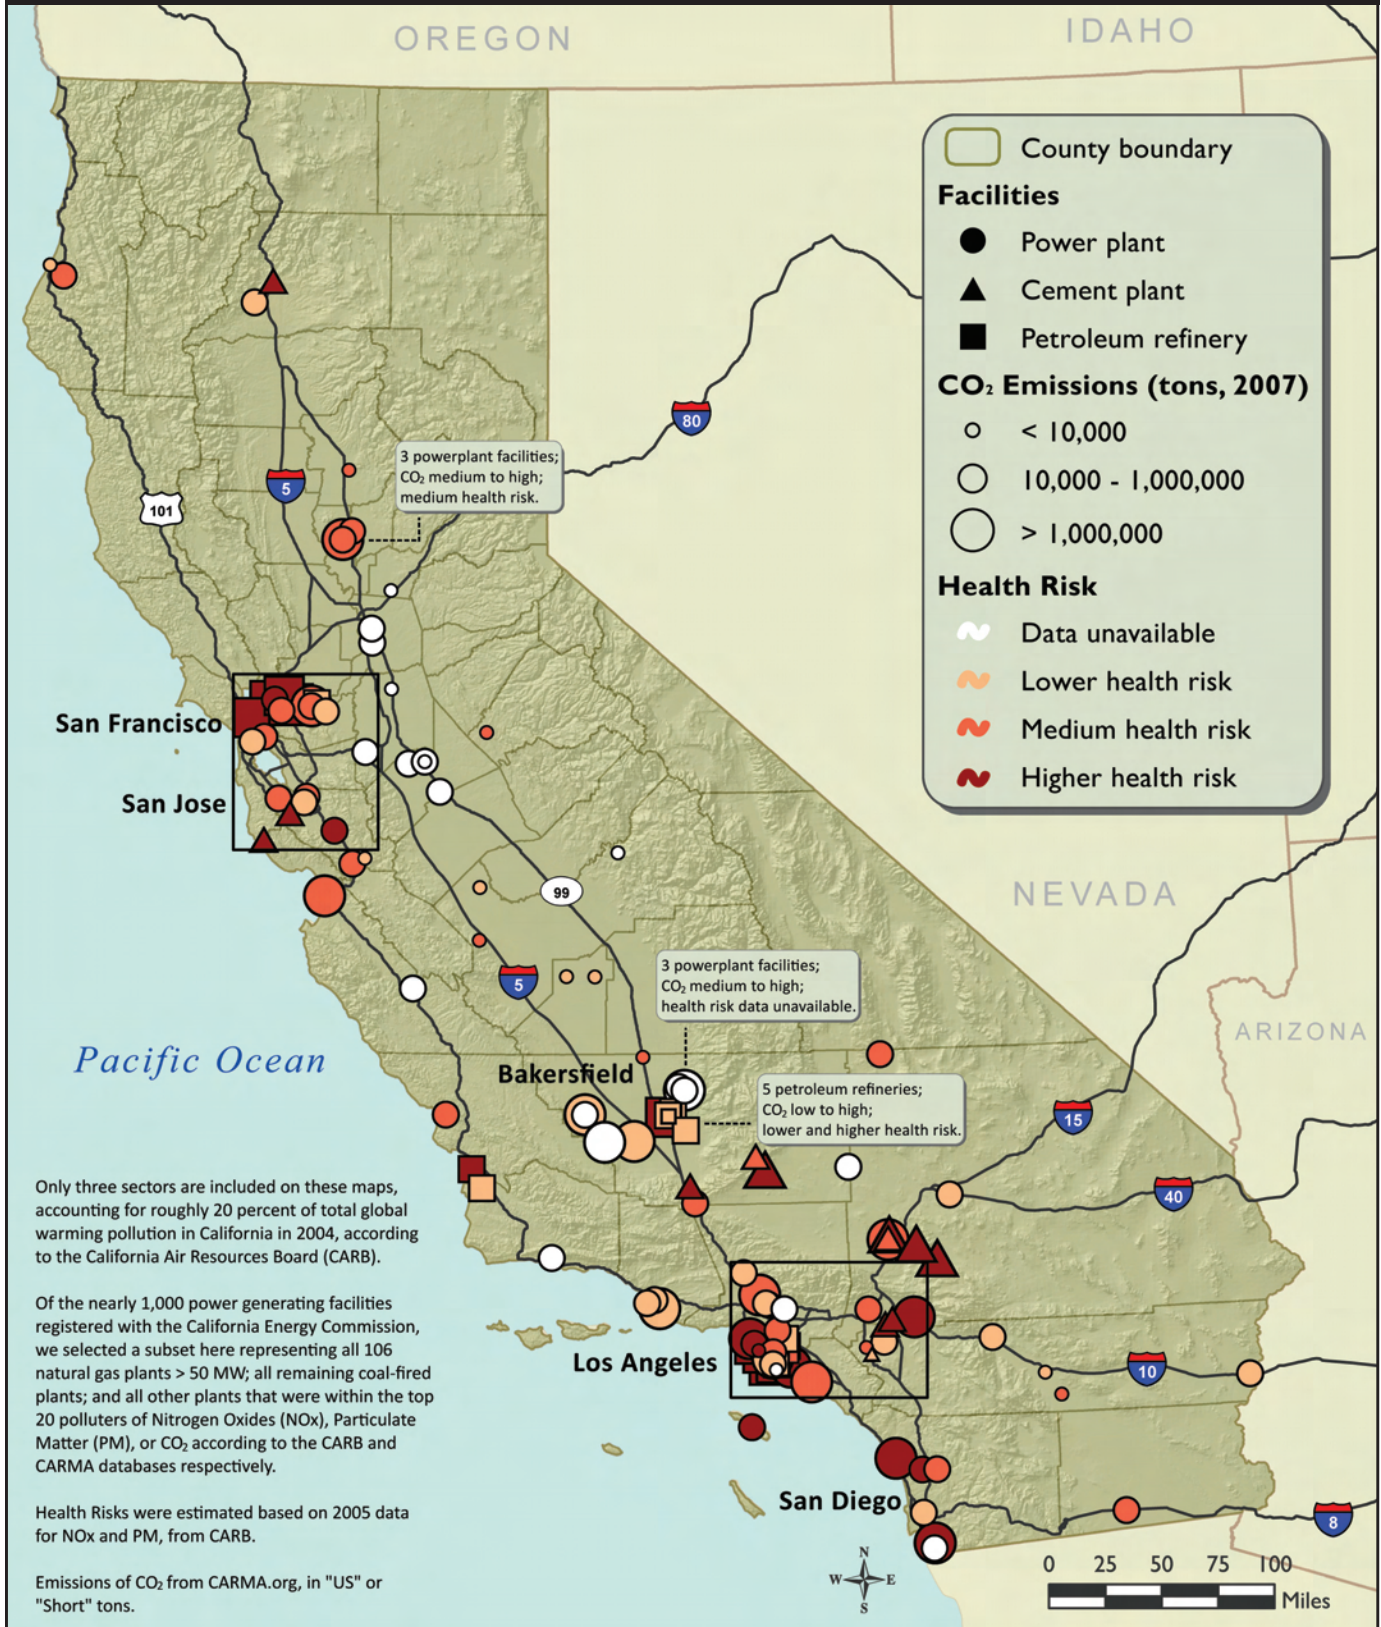 OREGON
IDAHO
County boundary
Facilities
Power plant
Cement plant
Petroleum refinery
CO₂ Emissions (tons, 2007)
< 10,000
10,000 - 1,000,000
> 1,000,000
Health Risk
Data unavailable
Lower health risk
Medium health risk
Higher health risk
80
3 powerplant facilities;
CO₂ medium to high;
medium health risk.
5
101
San Francisco
San Jose
99
NEVADA
3 powerplant facilities;
CO₂ medium to high;
health risk data unavailable.
5
ARIZONA
Pacific Ocean
Bakersfield
5 petroleum refineries;
CO₂ low to high;
lower and higher health risk.
15
40
Only three sectors are included on these maps,
accounting for roughly 20 percent of total global
warming pollution in California in 2004, according
to the California Air Resources Board (CARB).
Of the nearly 1,000 power generating facilities
registered with the California Energy Commission,
we selected a subset here representing all 106
natural gas plants > 50 MW; all remaining coal-fired
plants; and all other plants that were within the top
20 polluters of Nitrogen Oxides (NOx), Particulate
Matter (PM), or CO₂ according to the CARB and
CARMA databases respectively.
Health Risks were estimated based on 2005 data
for NOx and PM, from CARB.
Emissions of CO₂ from CARMA.org, in "US" or
"Short" tons.
Los Angeles
10
San Diego
8
N
W E
S
0 25 50 75 100
Miles